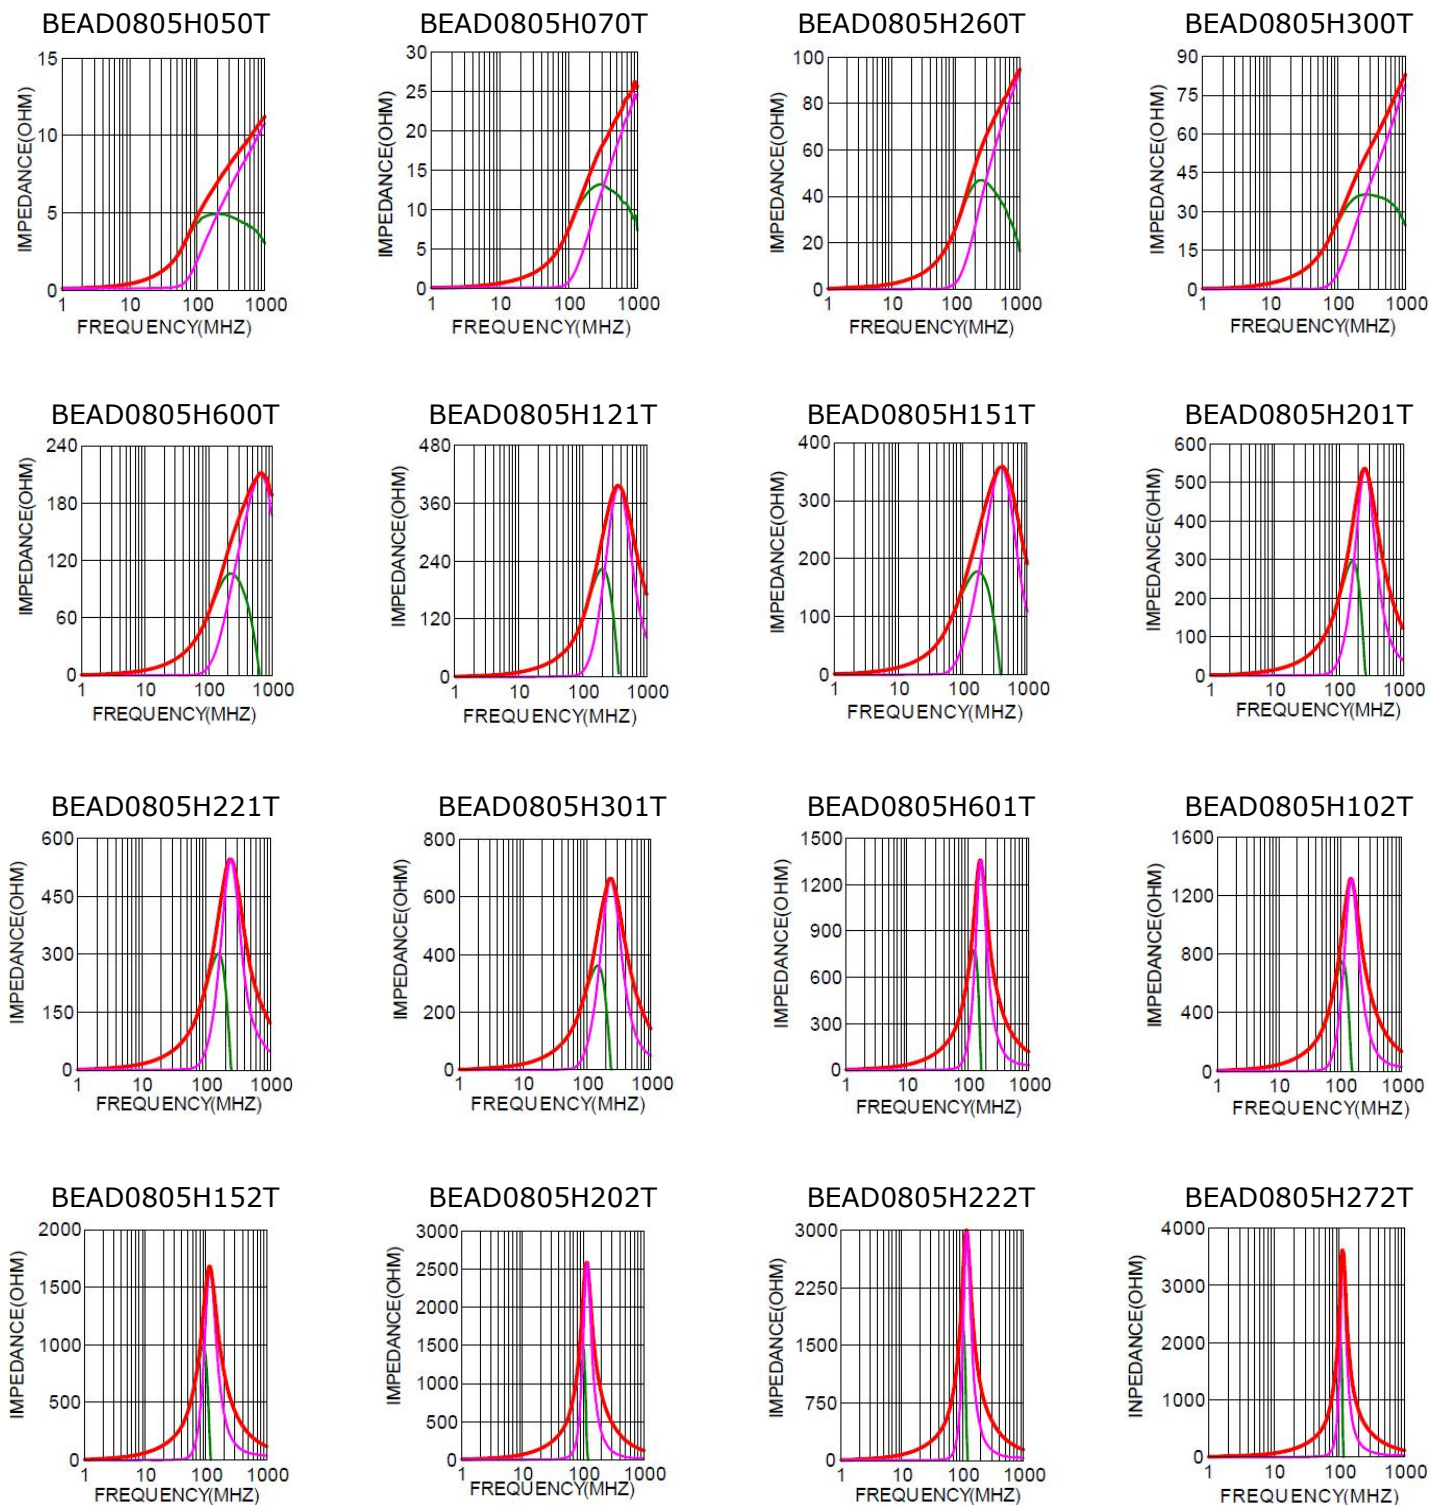 BEAD0805H050T
BEAD0805H070T
BEAD0805H260T
BEAD0805H300T
IMPEDANCE(OHM)
15
10
5
0
1 10 100 1000
FREQUENCY(MHZ)
IMPEDANCE(OHM)
30
25
20
15
10
5
0
1 10 100 1000
FREQUENCY(MHZ)
IMPEDANCE(OHM)
100
80
60
40
20
0
1 10 100 1000
FREQUENCY(MHZ)
IMPEDANCE(OHM)
90
75
60
45
30
15
0
1 10 100 1000
FREQUENCY(MHZ)
BEAD0805H600T
BEAD0805H121T
BEAD0805H151T
BEAD0805H201T
IMPEDANCE(OHM)
240
180
120
60
0
1 10 100 1000
FREQUENCY(MHZ)
IMPEDANCE(OHM)
480
360
240
120
0
1 10 100 1000
FREQUENCY(MHZ)
IMPEDANCE(OHM)
400
300
200
100
0
1 10 100 1000
FREQUENCY(MHZ)
IMPEDANCE(OHM)
600
500
400
300
200
100
0
1 10 100 1000
FREQUENCY(MHZ)
BEAD0805H221T
BEAD0805H301T
BEAD0805H601T
BEAD0805H102T
IMPEDANCE(OHM)
600
450
300
150
0
1 10 100 1000
FREQUENCY(MHZ)
IMPEDANCE(OHM)
800
600
400
200
0
1 10 100 1000
FREQUENCY(MHZ)
IMPEDANCE(OHM)
1500
1200
900
600
300
0
1 10 100 1000
FREQUENCY(MHZ)
IMPEDANCE(OHM)
1600
1200
800
400
0
1 10 100 1000
FREQUENCY(MHZ)
BEAD0805H152T
BEAD0805H202T
BEAD0805H222T
BEAD0805H272T
IMPEDANCE(OHM)
2000
1500
1000
500
0
1 10 100 1000
FREQUENCY(MHZ)
IMPEDANCE(OHM)
3000
2500
2000
1500
1000
500
0
1 10 100 1000
FREQUENCY(MHZ)
IMPEDANCE(OHM)
3000
2250
1500
750
0
1 10 100 1000
FREQUENCY(MHZ)
INPEDANCE(OHM)
4000
3000
2000
1000
0
1 10 100 1000
FREQUENCY(MHZ)